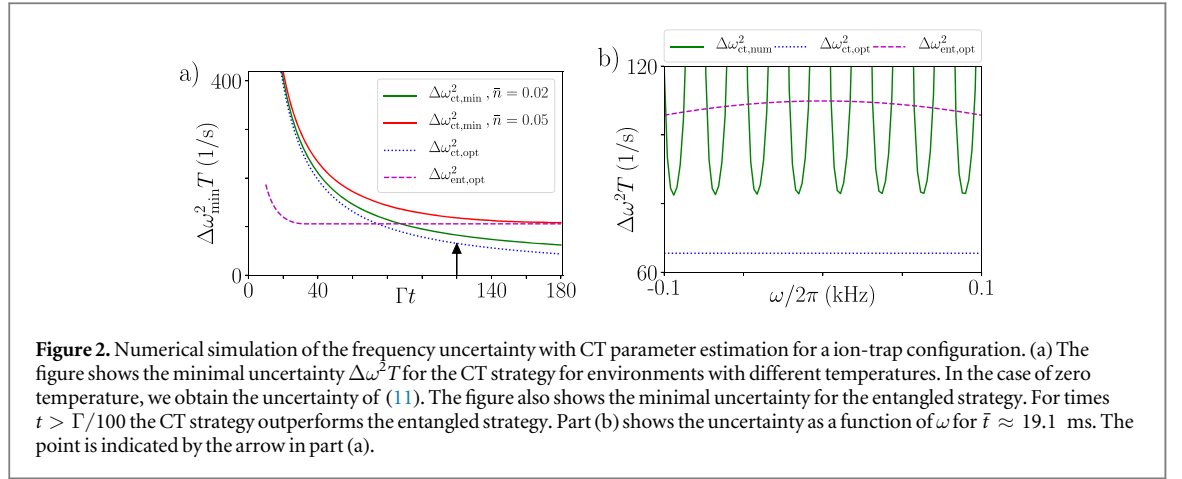 a)
400
0
0
40
140
180
Γt
Δω²_min T (1/s)
Δω²_ct,min , n̄ = 0.02
Δω²_ct,min , n̄ = 0.05
Δω²_ct,opt
Δω²_ent,opt
b)
Δω²_ct,num
Δω²_ct,opt
Δω²_ent,opt
120
60
Δω²T (1/s)
-0.1
0.1
ω/2π (kHz)
Figure 2. Numerical simulation of the frequency uncertainty with CT parameter estimation for a ion-trap configuration. (a) The
figure shows the minimal uncertainty Δω²T for the CT strategy for environments with different temperatures. In the case of zero
temperature, we obtain the uncertainty of (11). The figure also shows the minimal uncertainty for the entangled strategy. For times
t > Γ/100 the CT strategy outperforms the entangled strategy. Part (b) shows the uncertainty as a function of ω for t̄ ≈ 19.1 ms. The
point is indicated by the arrow in part (a).